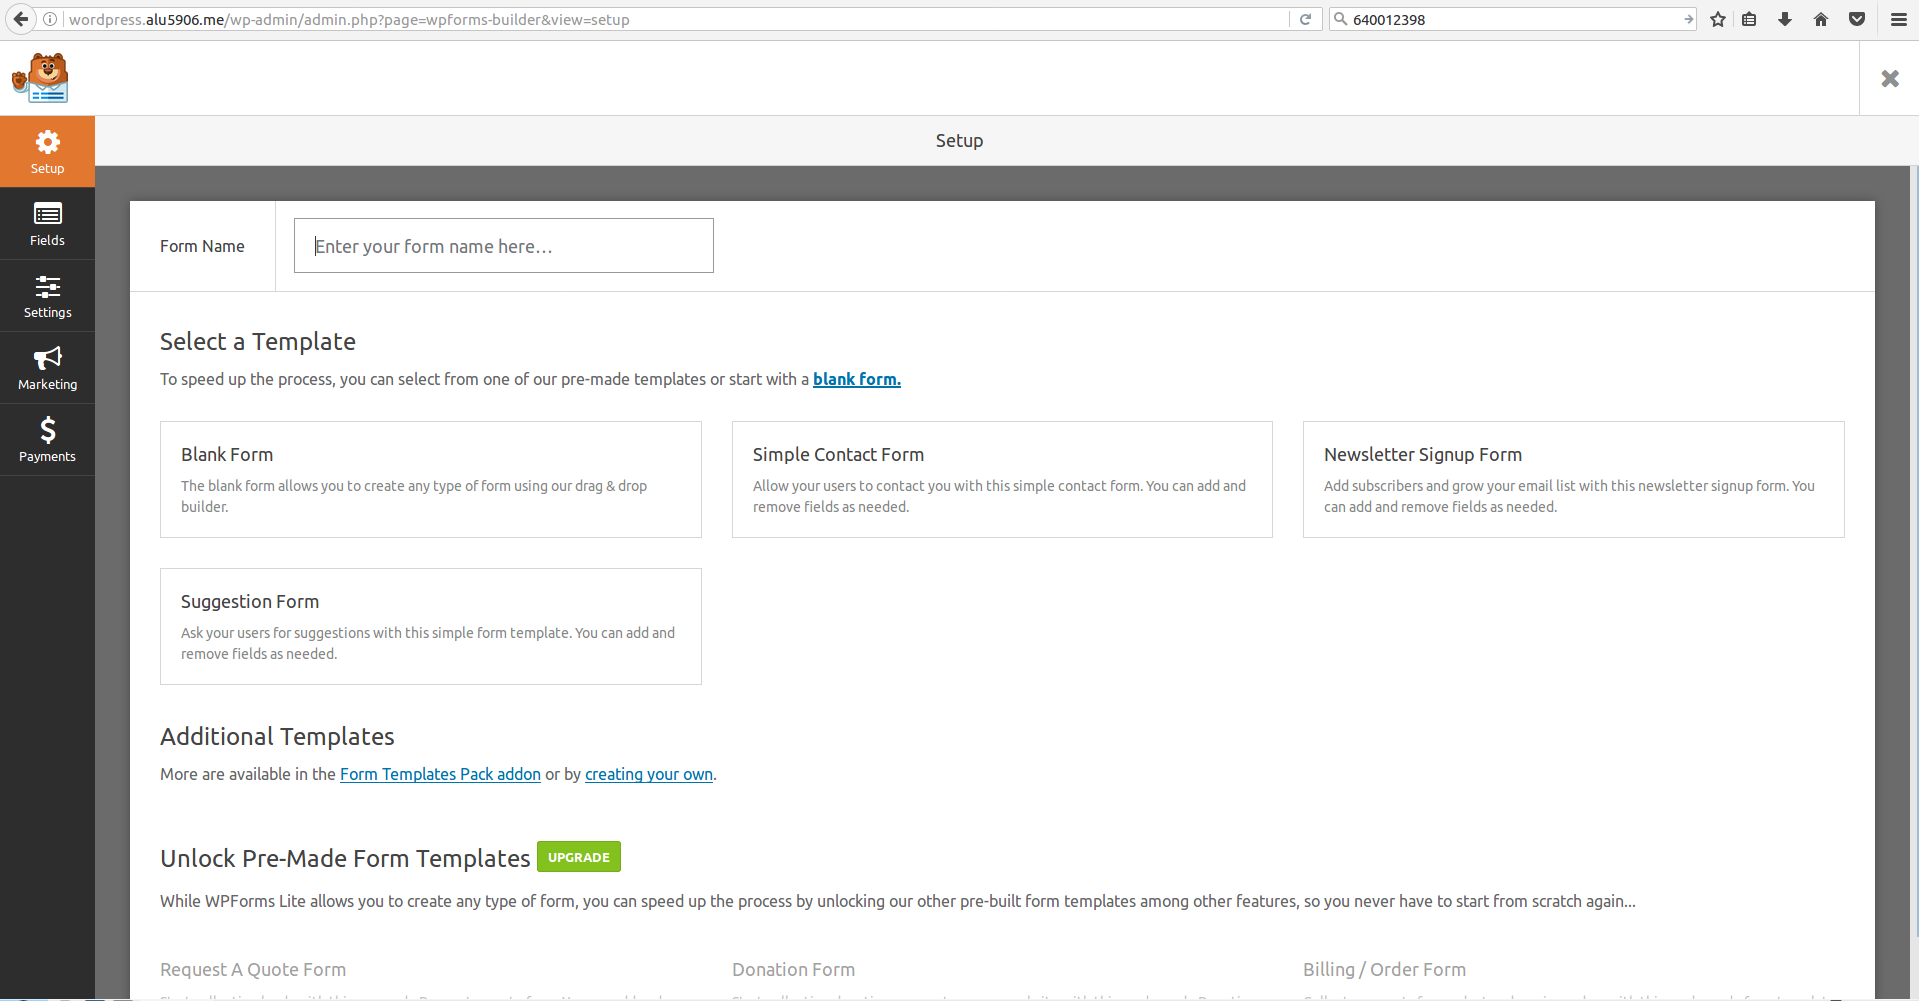 wordpress.alu5906.me/wp-admin/admin.php?page=wpforms-builder&view=setup
640012398
Setup
Setup
Fields
Settings
Marketing
Payments
Form Name
Enter your form name here…
Select a Template
To speed up the process, you can select from one of our pre-made templates or start with a blank form.
Blank Form
The blank form allows you to create any type of form using our drag & drop
builder.
Simple Contact Form
Allow your users to contact you with this simple contact form. You can add and
remove fields as needed.
Newsletter Signup Form
Add subscribers and grow your email list with this newsletter signup form. You
can add and remove fields as needed.
Suggestion Form
Ask your users for suggestions with this simple form template. You can add and
remove fields as needed.
Additional Templates
More are available in the Form Templates Pack addon or by creating your own.
Unlock Pre-Made Form Templates UPGRADE
While WPForms Lite allows you to create any type of form, you can speed up the process by unlocking our other pre-built form templates among other features, so you never have to start from scratch again...
Request A Quote Form
Donation Form
Billing / Order Form